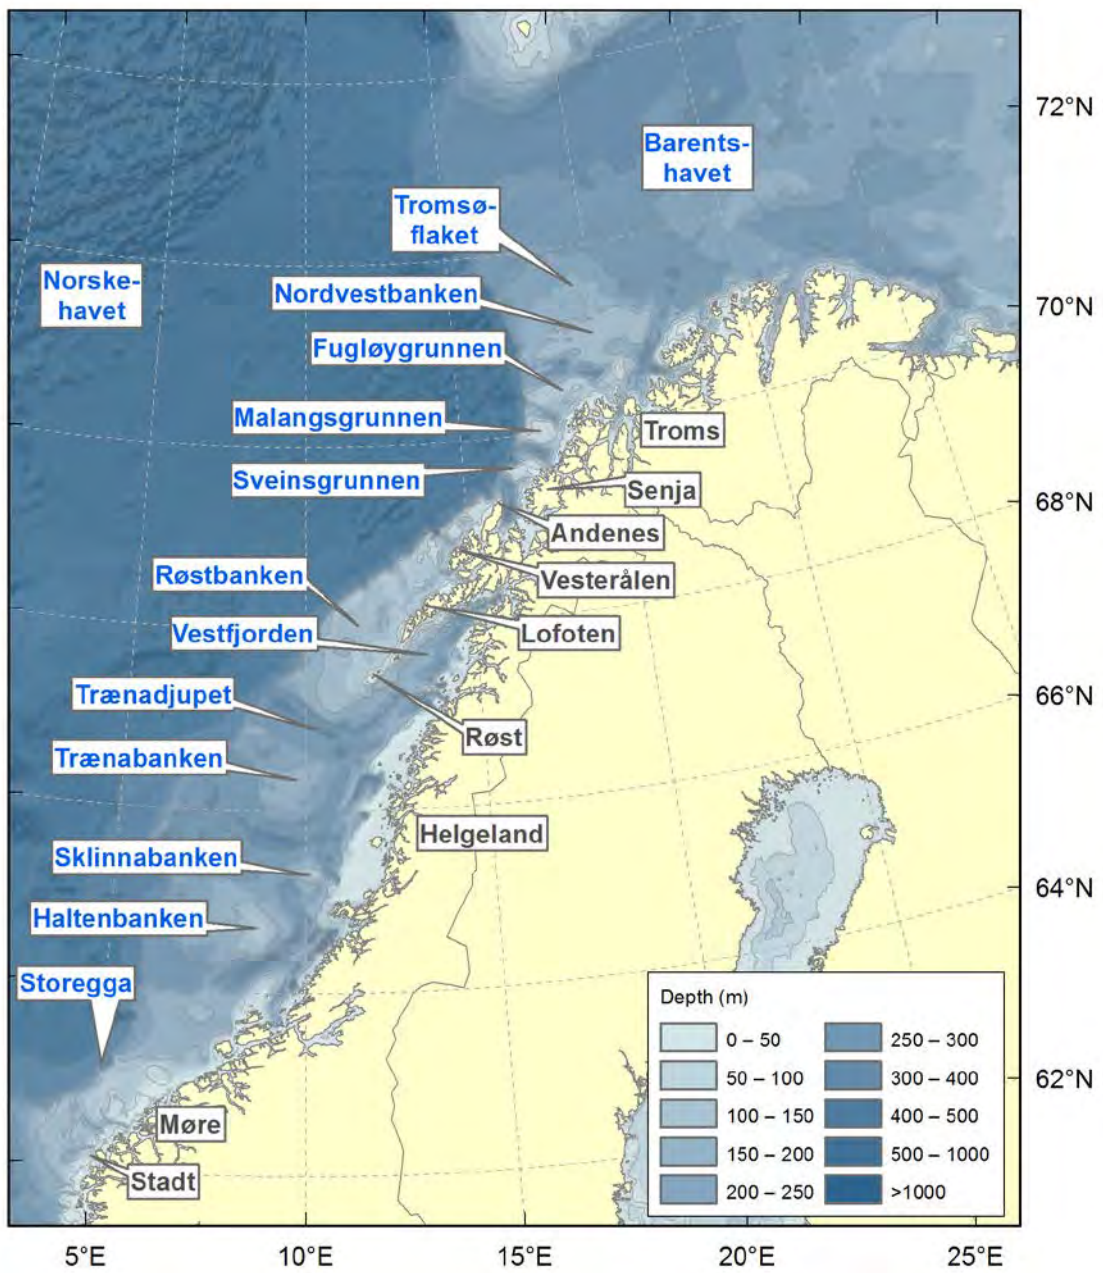 72°N
Barents-
havet
Tromsø-
flaket
Norske-
havet
Nordvestbanken
70°N
Fugløygrunnen
Malangsgrunnen
Troms
Sveinsgrunnen
Senja
68°N
Andenes
Røstbanken
Vesterålen
Vestfjorden
Lofoten
Trænadjupet
66°N
Røst
Trænabanken
Helgeland
Sklinnabanken
64°N
Haltenbanken
Storegga
Depth (m)
0 – 50
50 – 100
100 – 150
150 – 200
200 – 250
250 – 300
300 – 400
400 – 500
500 – 1000
>1000
62°N
Møre
Stadt
5°E
10°E
15°E
20°E
25°E